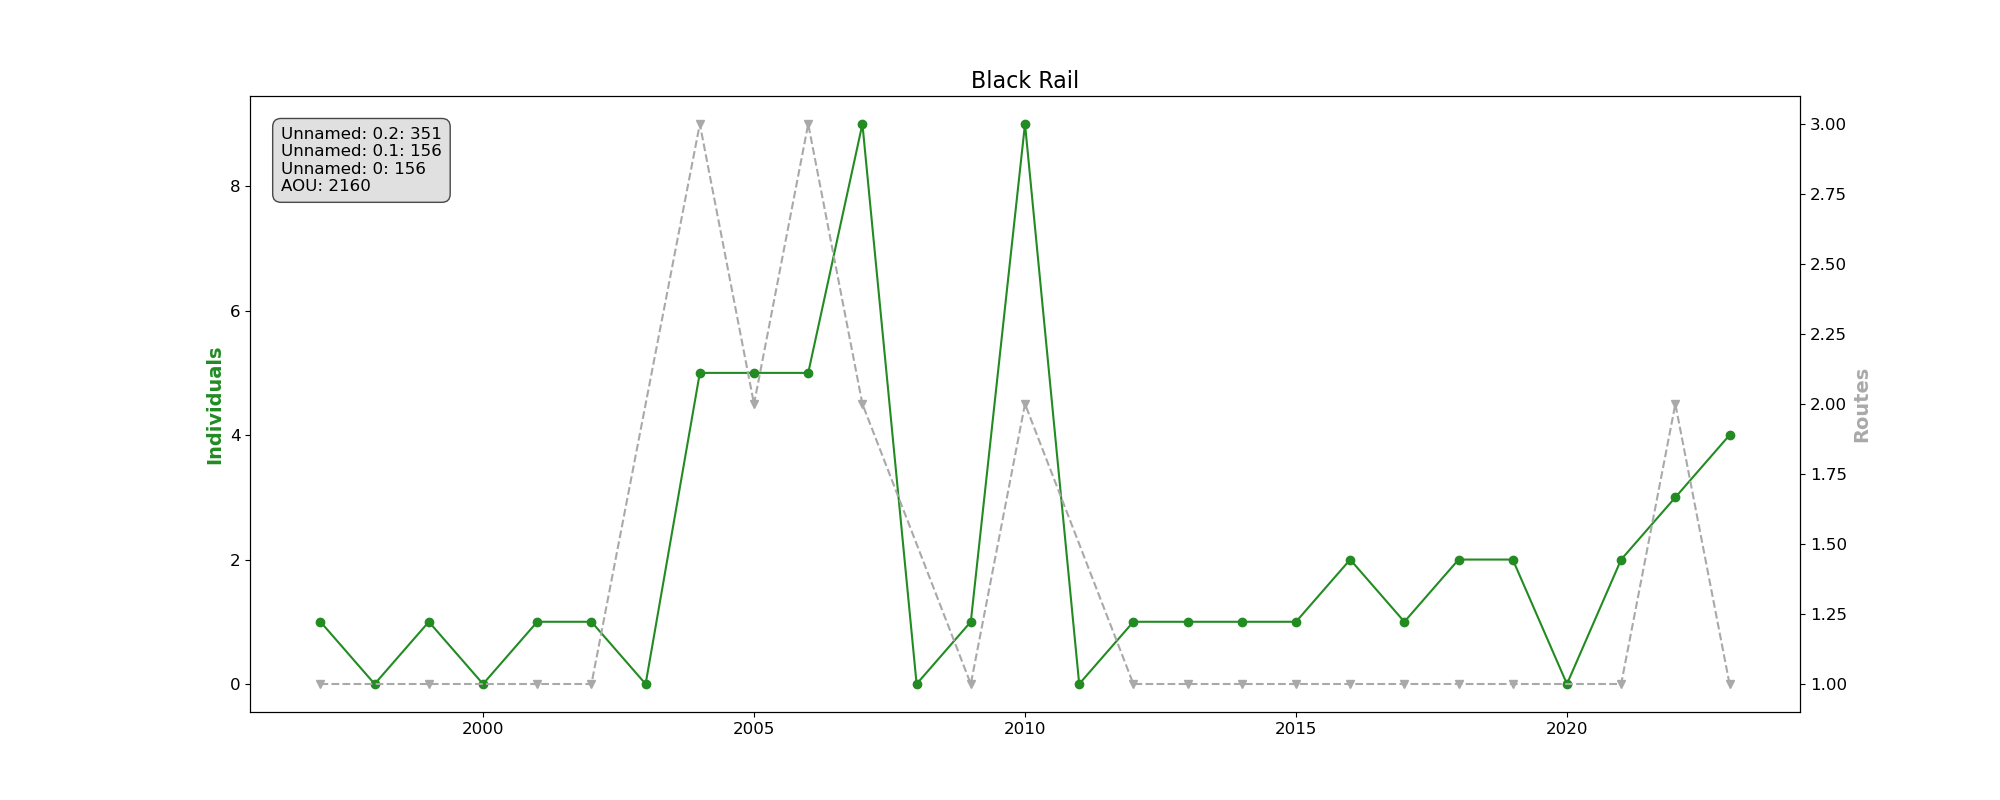 Black Rail
Unnamed: 0.2: 351
Unnamed: 0.1: 156
Unnamed: 0: 156
AOU: 2160
Individuals
8
6
4
2
0
Routes
3.00
2.75
2.50
2.25
2.00
1.75
1.50
1.25
1.00
2000 2005 2010 2015 2020